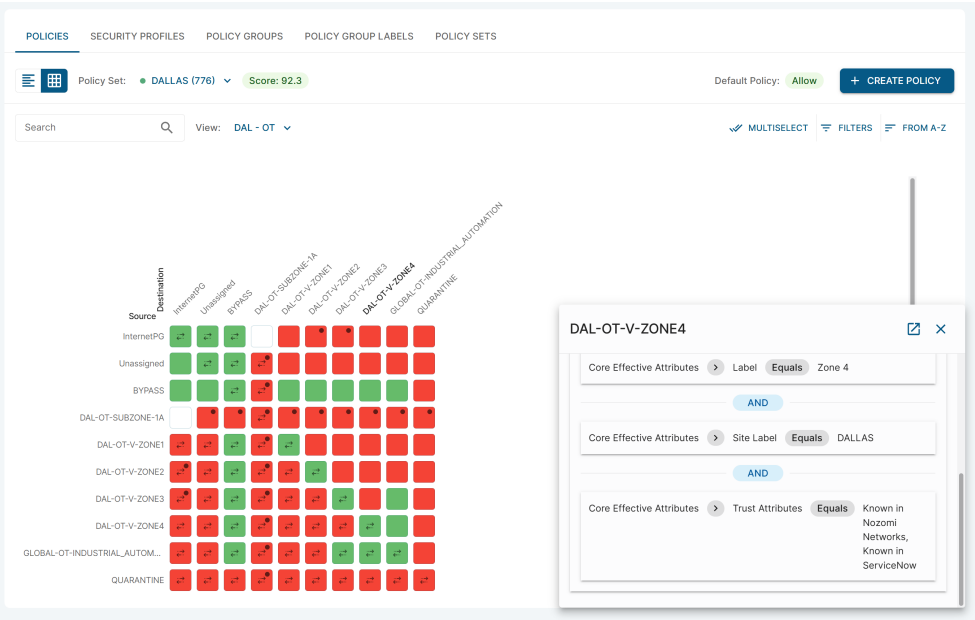 POLICIES SECURITY PROFILES POLICY GROUPS POLICY GROUP LABELS POLICY SETS
Policy Set: DALLAS (776) Score: 92.3 Default Policy: Allow + CREATE POLICY
Search View: DAL - OT MULTISELECT FILTERS FROM A-Z
Destination
InternetPG
Unassigned
BYPASS
DAL-OT-SUBZONE-1A
DAL-OT-V-ZONE1
DAL-OT-V-ZONE2
DAL-OT-V-ZONE3
DAL-OT-V-ZONE4
GLOBAL-OT-INDUSTRIAL_AUTOMATION
QUARANTINE
Source
InternetPG
Unassigned
BYPASS
DAL-OT-SUBZONE-1A
DAL-OT-V-ZONE1
DAL-OT-V-ZONE2
DAL-OT-V-ZONE3
DAL-OT-V-ZONE4
GLOBAL-OT-INDUSTRIAL_AUTOM...
QUARANTINE
DAL-OT-V-ZONE4
Core Effective Attributes > Label Equals Zone 4
AND
Core Effective Attributes > Site Label Equals DALLAS
AND
Core Effective Attributes > Trust Attributes Equals Known in
Nozomi
Networks,
Known in
ServiceNow